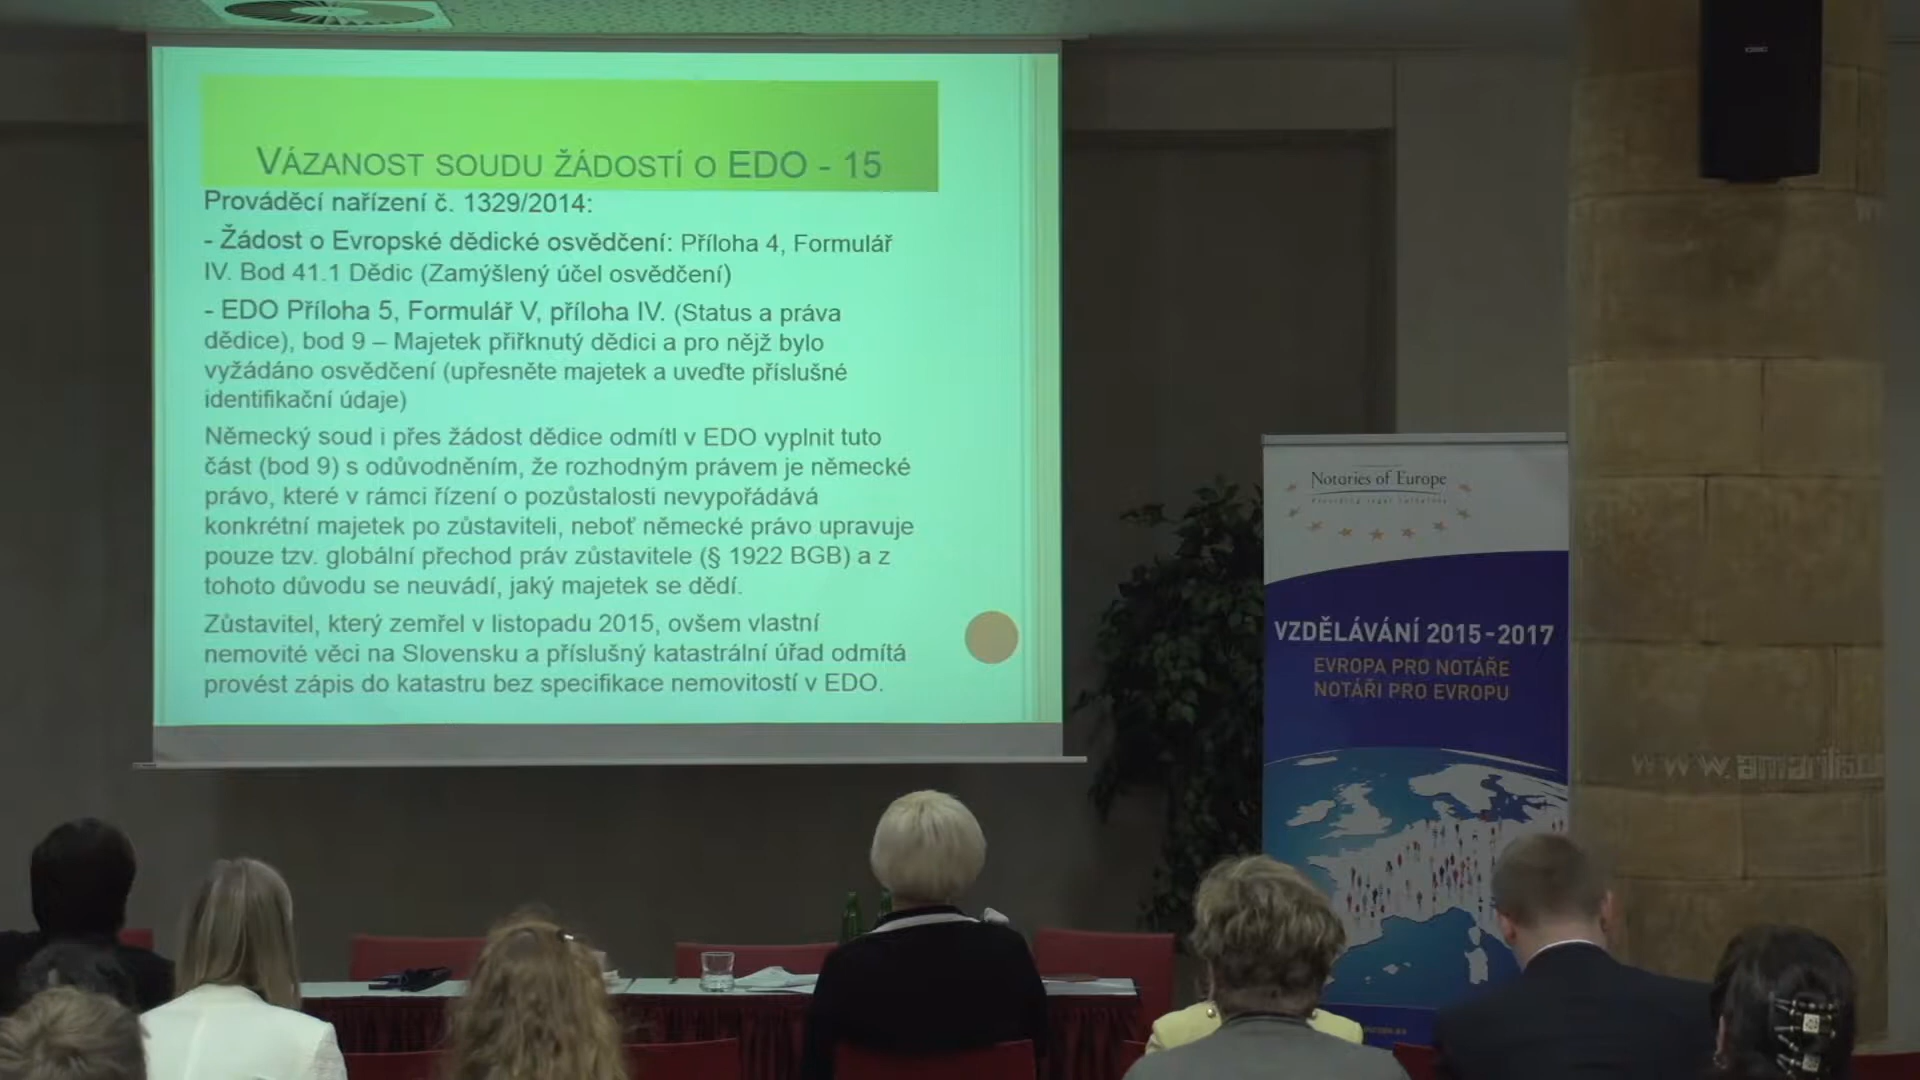 VÁZANOST SOUDU ŽÁDOSTÍ O EDO - 15
Prováděcí nařízení č. 1329/2014:
- Žádost o Evropské dědické osvědčení: Příloha 4, Formulář
IV. Bod 41.1 Dědic (Zamýšlený účel osvědčení)
- EDO Příloha 5, Formulář V, příloha IV. (Status a práva
dědice), bod 9 – Majetek přiřknutý dědici a pro nějž bylo
vyžádáno osvědčení (upřesněte majetek a uveďte příslušné
identifikační údaje)
Německý soud i přes žádost dědice odmítl v EDO vyplnit tuto
část (bod 9) s odůvodněním, že rozhodným právem je německé
právo, které v rámci řízení o pozůstalosti nevypořádává
konkrétní majetek po zůstaviteli, neboť německé právo upravuje
pouze tzv. globální přechod práv zůstavitele (§ 1922 BGB) a z
tohoto důvodu se neuvádí, jaký majetek se dědí.
Zůstavitel, který zemřel v listopadu 2015, ovšem vlastní
nemovité věci na Slovensku a příslušný katastrální úřad odmítá
provést zápis do katastru bez specifikace nemovitostí v EDO.
Notaries of Europe
VZDĚLÁVÁNÍ 2015-2017
EVROPA PRO NOTÁŘE
NOTÁŘI PRO EVROPU